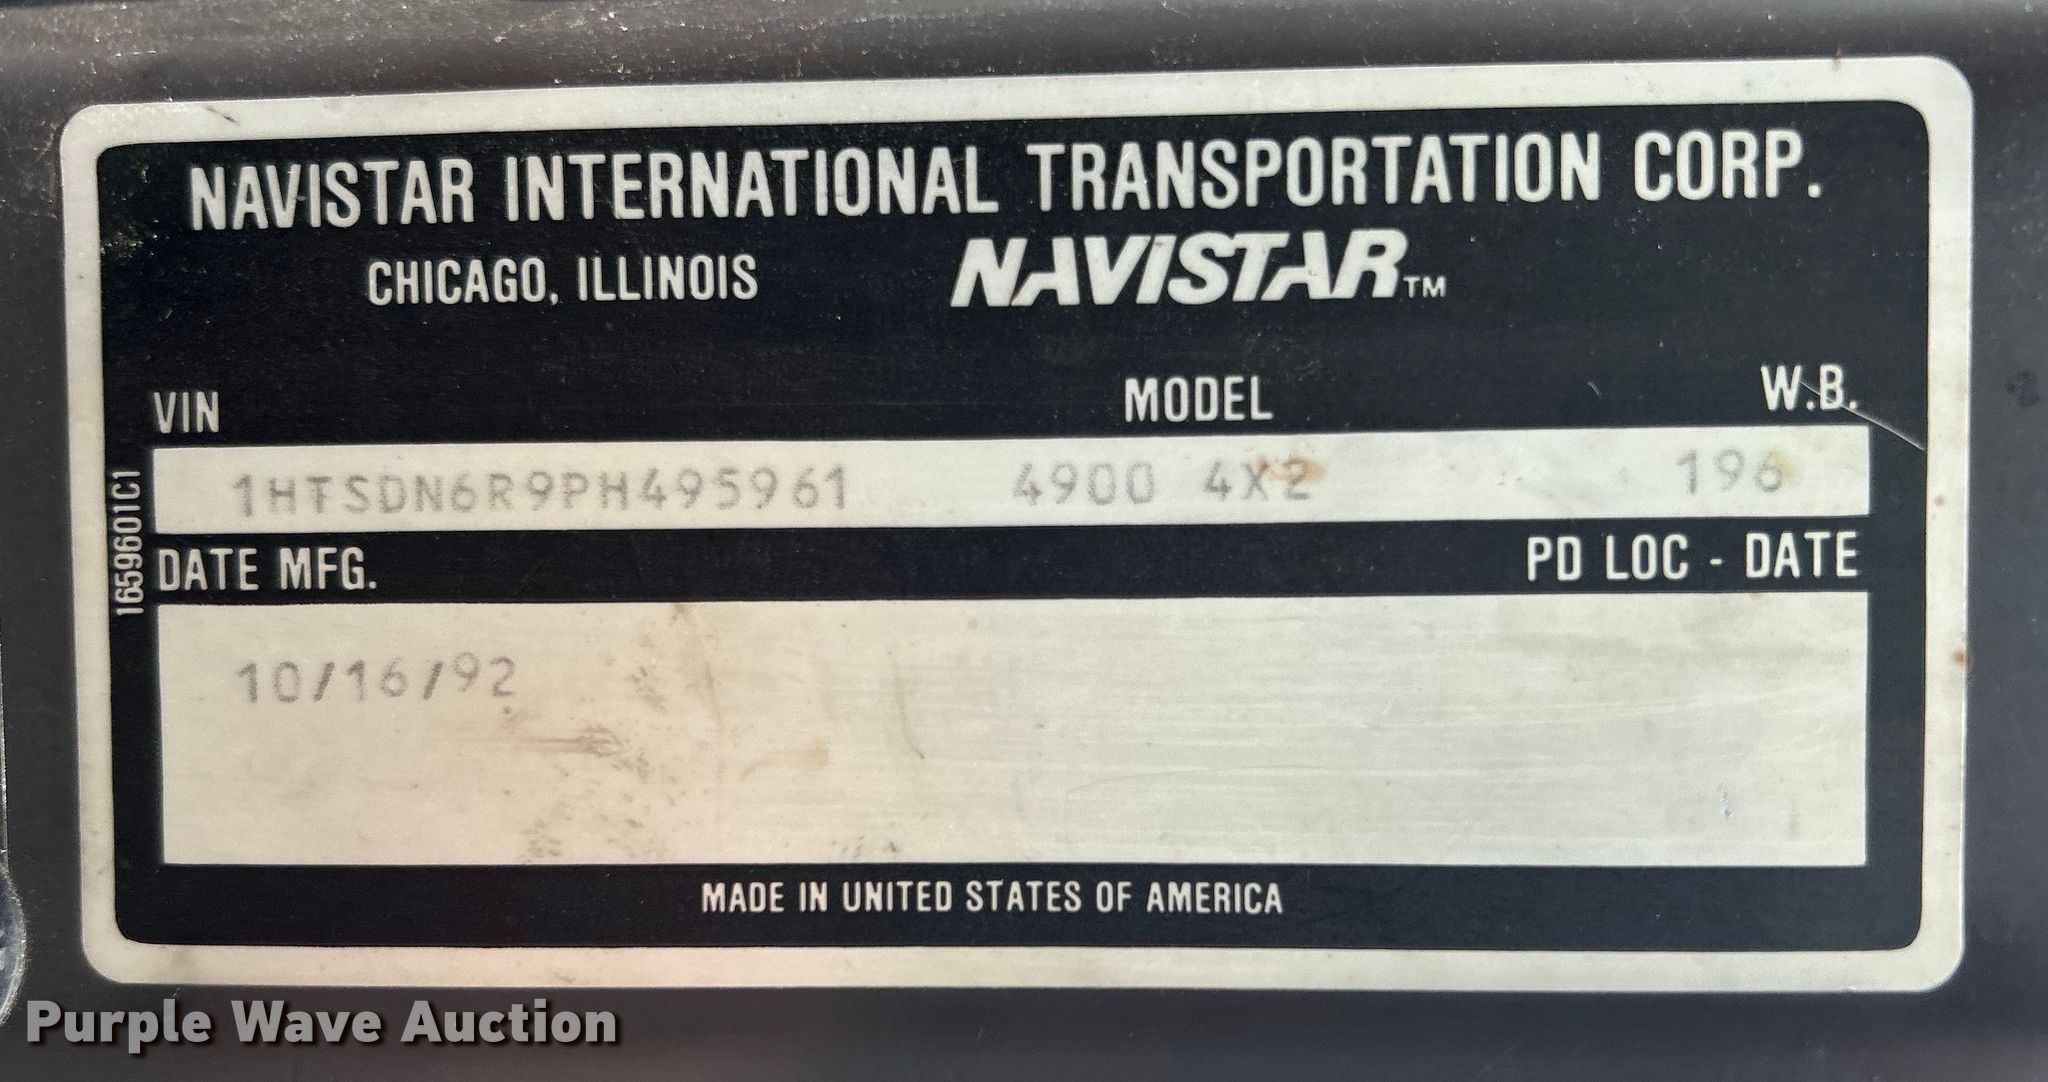 NAVISTAR INTERNATIONAL TRANSPORTATION CORP.
CHICAGO, ILLINOIS NAVISTAR™
VIN MODEL W.B.
1HTSDN6R9PH495961 4900 4X2 196
DATE MFG. PD LOC - DATE
10/16/92
1659601C1
MADE IN UNITED STATES OF AMERICA
Purple Wave Auction